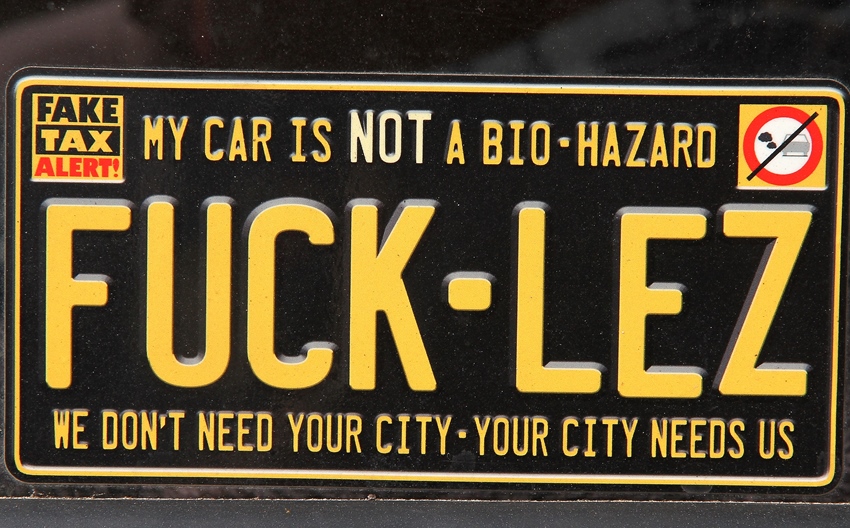 FAKE
TAX
ALERT!
MY CAR IS NOT A BIO-HAZARD
FUCK-LEZ
WE DON'T NEED YOUR CITY-YOUR CITY NEEDS US